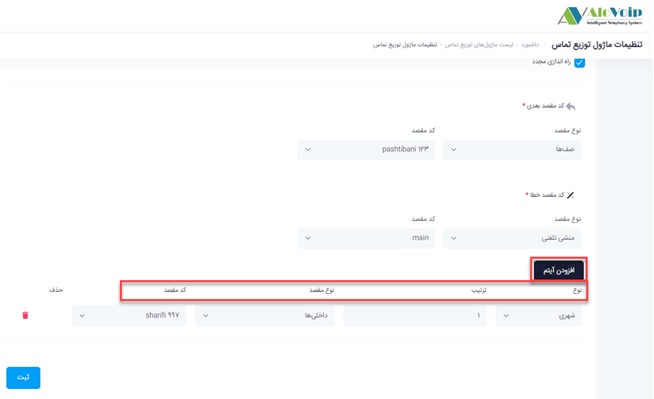 AloVoip
Intelligent Telephony System
تنظیمات ماژول توزیع تماس
داشبورد - لیست ماژول‌های توزیع تماس - تنظیمات ماژول توزیع تماس
راه اندازی مجدد
کد مقصد بعدی *
نوع مقصد کد مقصد
صف‌ها pashtibani ۱۲۳
کد مقصد خطا *
نوع مقصد کد مقصد
منشی تلفنی main
افزودن آیتم
نوع ترتیب نوع مقصد کد مقصد حذف
شهری ۱ داخلی‌ها sharifi ۹۹۷
ثبت